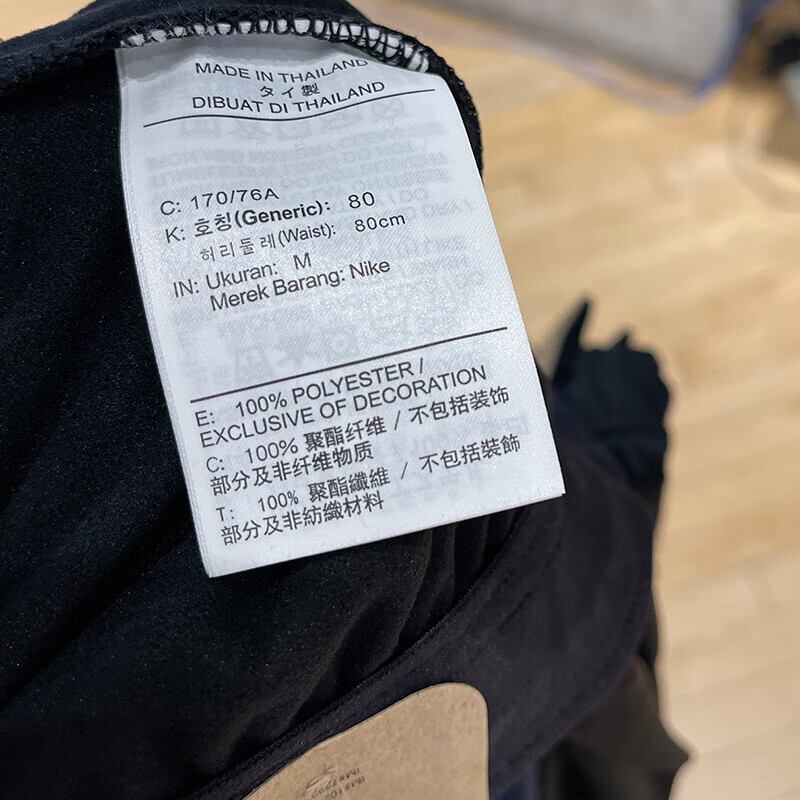 MADE IN THAILAND
タイ製
DIBUAT DI THAILAND
C: 170/76A
K: 호칭(Generic): 80
허리둘레(Waist): 80cm
IN: Ukuran: M
Merek Barang: Nike
E: 100% POLYESTER /
EXCLUSIVE OF DECORATION
C: 100% 聚酯纤维 / 不包括装饰
部分及非纤维物质
T: 100% 聚酯纖維 / 不包括裝飾
部分及非紡織材料